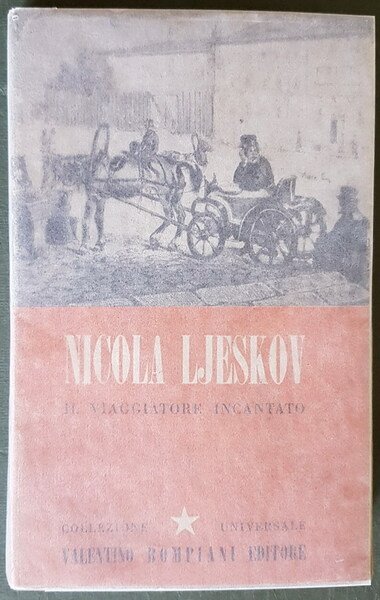 NICOLA LJESKOV
IL VIAGGIATORE INCANTATO
COLLEZIONE ★ UNIVERSALE
VALENTINO BOMPIANI EDITORE